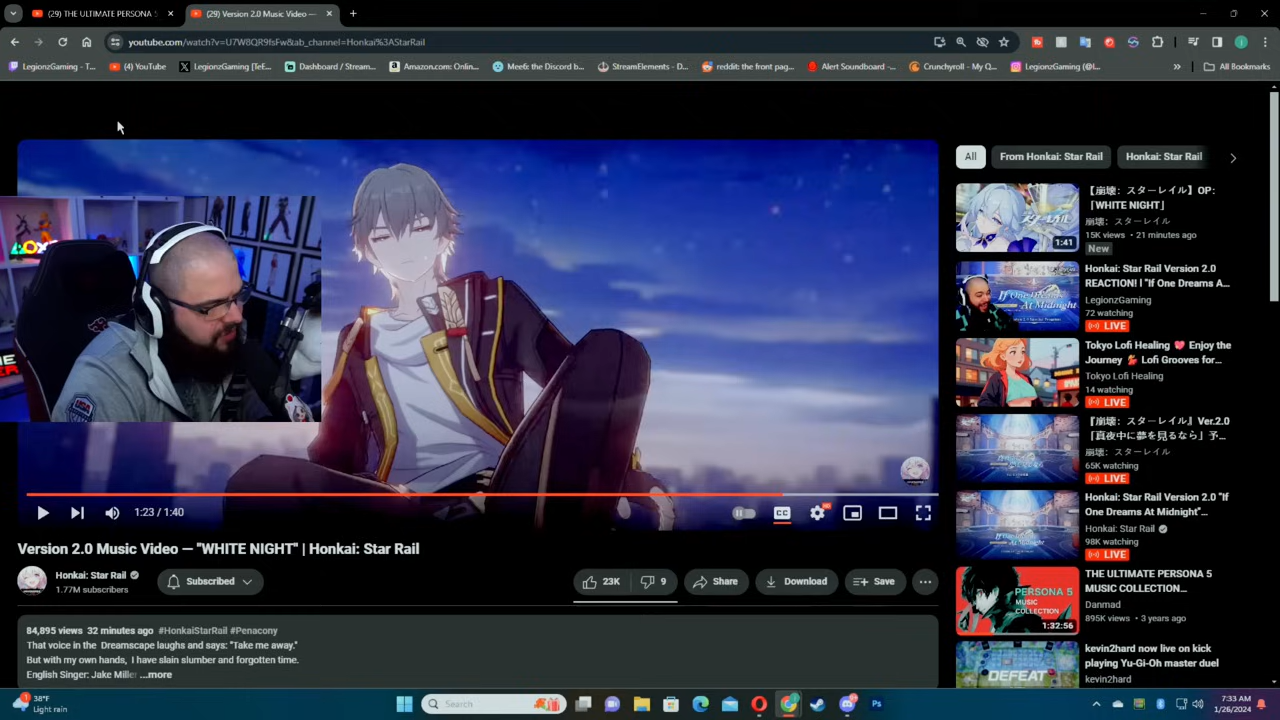 (29) THE ULTIMATE PERSONA 5
(29) Version 2.0 Music Video —
youtube.com/watch?v=U7W8QR9fsFw&ab_channel=Honkai%3AStarRail
LegionzGaming - T...
(4) YouTube
LegionzGaming [TeE...
Dashboard / Stream...
Amazon.com: Onlin...
Mee6: the Discord b...
StreamElements - D...
reddit: the front pag...
Alert Soundboard -...
Crunchyroll - My Q...
LegionzGaming (@l...
All Bookmarks
1:23 / 1:40
CC
Version 2.0 Music Video — "WHITE NIGHT" | Honkai: Star Rail
Honkai: Star Rail
1.77M subscribers
Subscribed
23K
9
Share
Download
Save
84,895 views 32 minutes ago #HonkaiStarRail #Penacony
That voice in the Dreamscape laughs and says: "Take me away."
But with my own hands, I have slain slumber and forgotten time.
English Singer: Jake Miller ...more
All
From Honkai: Star Rail
Honkai: Star Rail
【崩壊：スターレイル】OP:
「WHITE NIGHT」
崩壊：スターレイル
15K views • 21 minutes ago
New
1:41
Honkai: Star Rail Version 2.0
REACTION! | "If One Dreams A...
LegionzGaming
72 watching
LIVE
If One Dreams
At Midnight
Tokyo Lofi Healing 💖 Enjoy the
Journey 💃 Lofi Grooves for...
Tokyo Lofi Healing
14 watching
LIVE
『崩壊：スターレイル』Ver.2.0
「真夜中に夢を見るなら」予...
崩壊：スターレイル
65K watching
LIVE
Honkai: Star Rail Version 2.0 "If
One Dreams At Midnight"...
Honkai: Star Rail
98K watching
LIVE
THE ULTIMATE PERSONA 5
MUSIC COLLECTION...
Danmad
895K views • 3 years ago
PERSONA 5
MUSIC
COLLECTION
1:32:56
kevin2hard now live on kick
playing Yu-Gi-Oh master duel
kevin2hard
DEFEAT
38°F
Light rain
Search
7:33 AM
1/26/2024